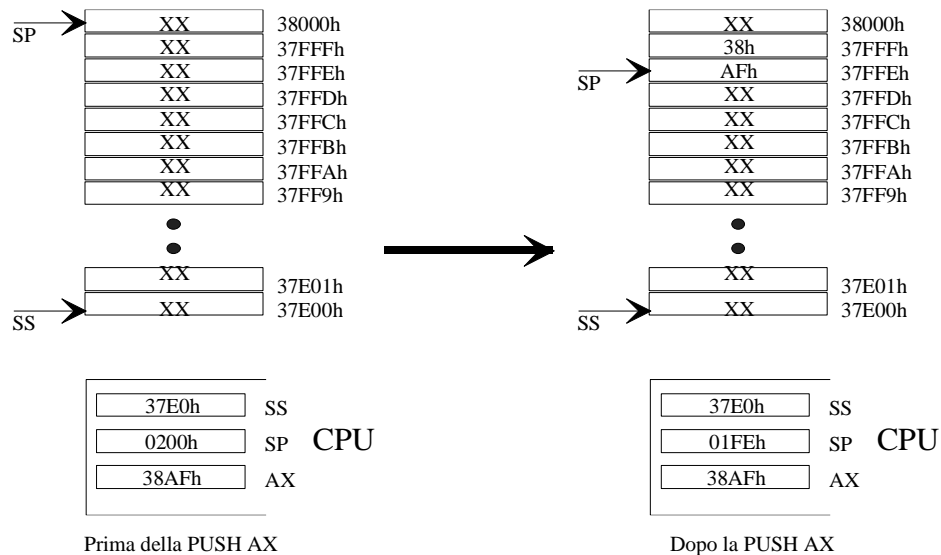 SP
XX 38000h
XX 37FFFh
XX 37FFEh
XX 37FFDh
XX 37FFCh
XX 37FFBh
XX 37FFAh
XX 37FF9h
XX 37E01h
SS
XX 37E00h
37E0h SS
0200h SP
CPU
38AFh AX
Prima della PUSH AX
XX 38000h
38h 37FFFh
SP
AFh 37FFEh
XX 37FFDh
XX 37FFCh
XX 37FFBh
XX 37FFAh
XX 37FF9h
XX 37E01h
SS
XX 37E00h
37E0h SS
01FEh SP
CPU
38AFh AX
Dopo la PUSH AX